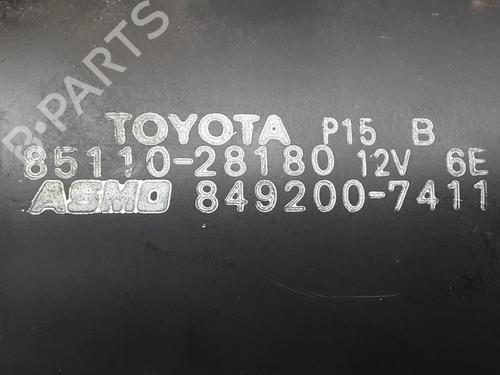 TOYOTA P15 B
85110-28180 12V 6E
ASMO 849200-7411
R-PARTS